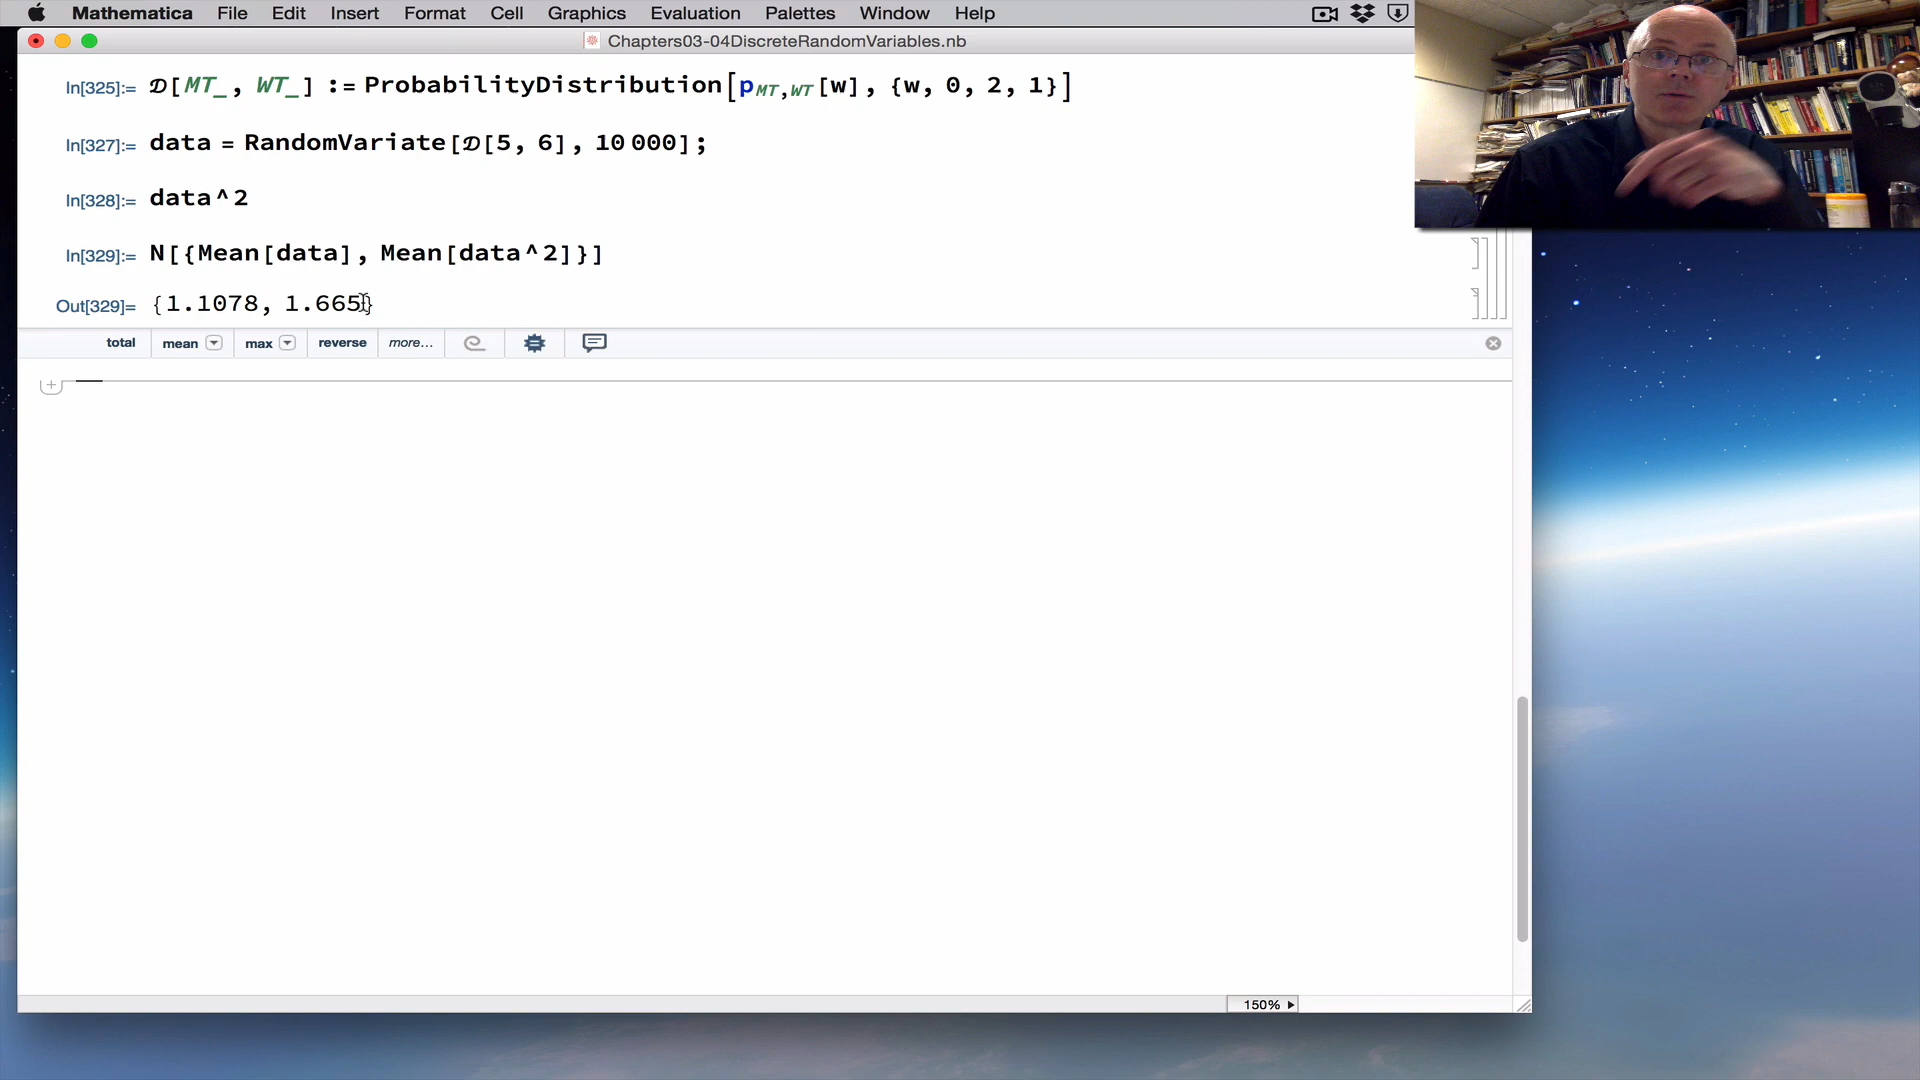 Mathematica File Edit Insert Format Cell Graphics Evaluation Palettes Window Help
Chapters03-04DiscreteRandomVariables.nb
In[325]:= 𝒟[MT_, WT_] := ProbabilityDistribution[pMT,WT[w], {w, 0, 2, 1}]
In[327]:= data = RandomVariate[𝒟[5, 6], 10 000];
In[328]:= data^2
In[329]:= N[{Mean[data], Mean[data^2]}]
Out[329]= {1.1078, 1.665}
total mean max reverse more...
150%